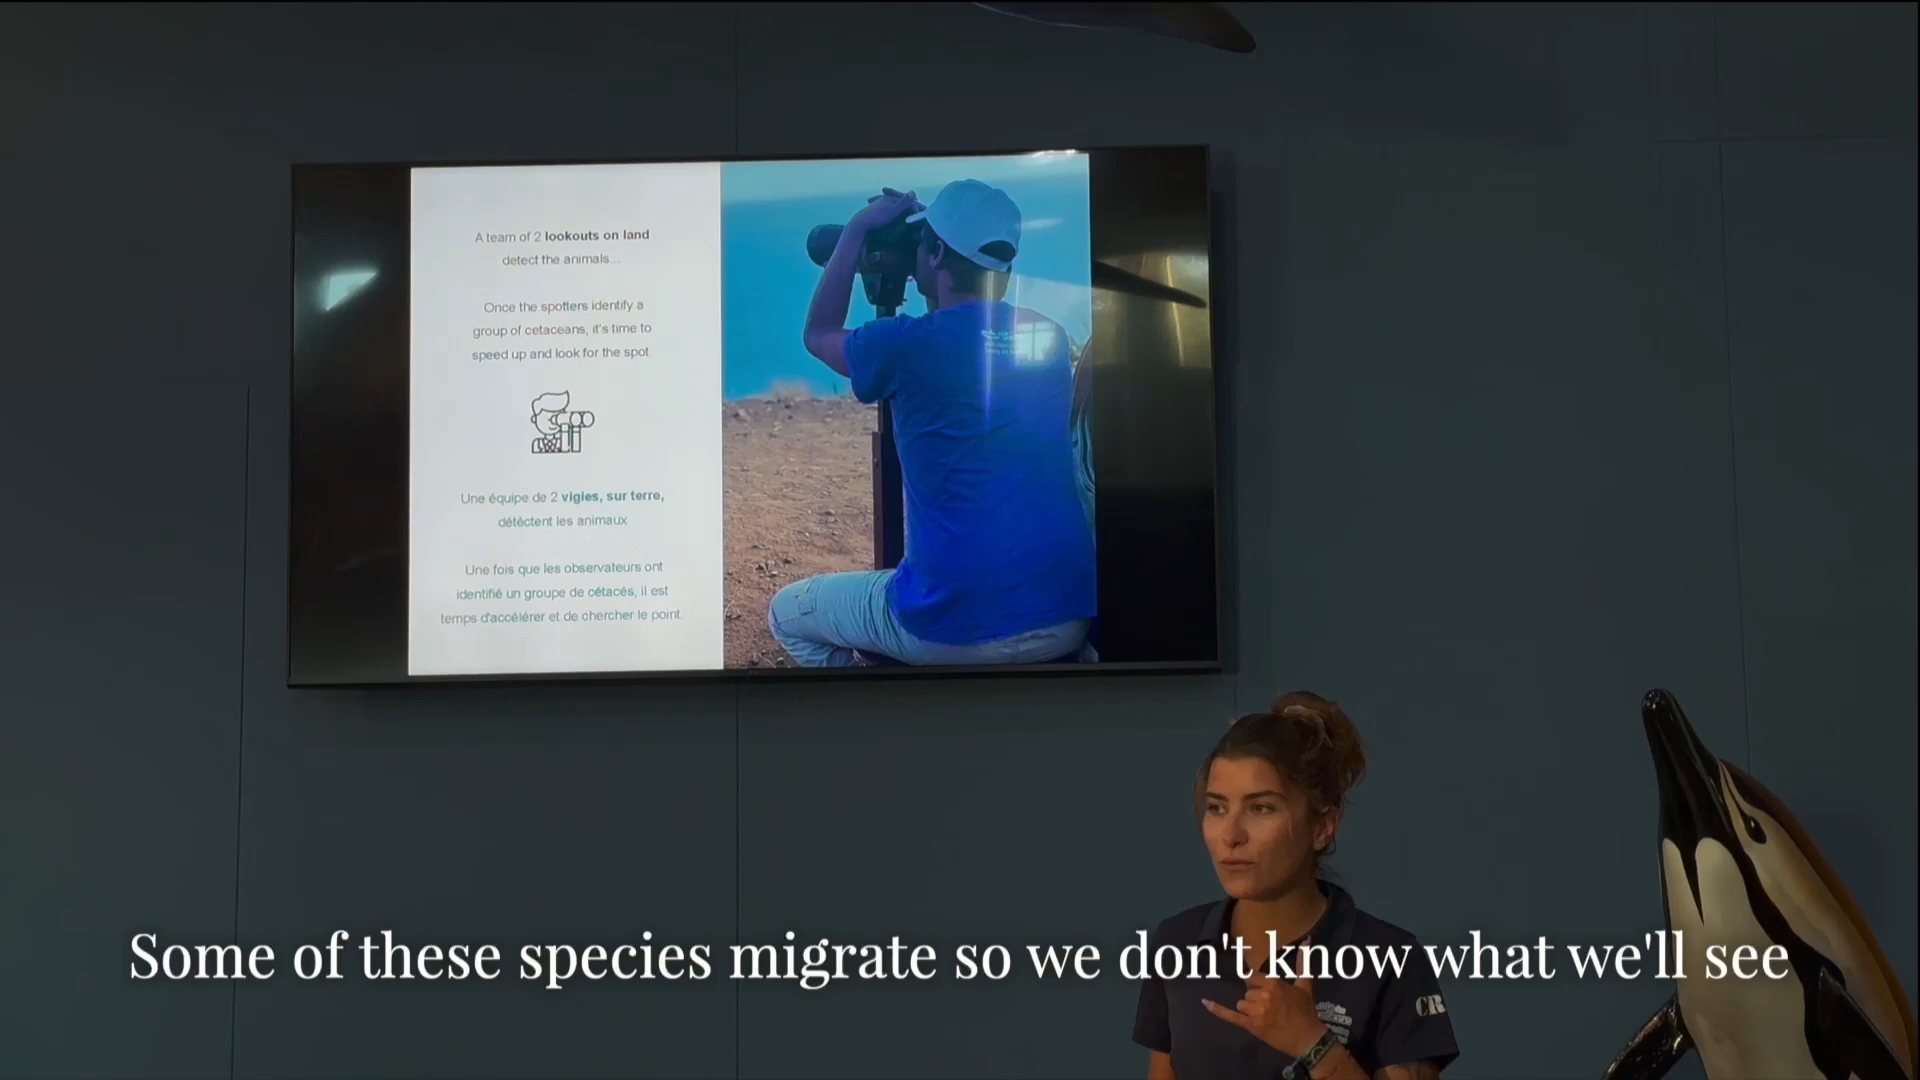 A team of 2 lookouts on land
detect the animals...
Once the spotters identify a
group of cetaceans, it's time to
speed up and look for the spot.
Une équipe de 2 vigies, sur terre,
détêctent les animaux
Une fois que les observateurs ont
identifié un groupe de cétacés, il est
temps d'accélérer et de chercher le point.
Some of these species migrate so we don't know what we'll see
CR